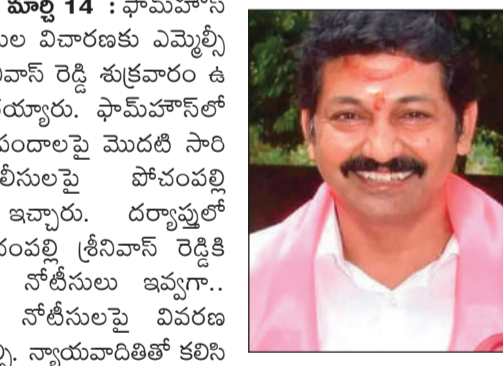 మార్చి 14 : ఫామ్‌హౌస్
ుల విచారణకు ఎమ్మెల్సీ
ివాస్ రెడ్డి శుక్రవారం ఉ
య్యారు. ఫామ్‌హౌస్‌లో
పందాలపై మొదటి సారి
లీసులపై పోచంపల్లి
ఇచ్చారు. దర్యాప్తులో
చంపల్లి శ్రీనివాస్ రెడ్డికి
నోటీసులు ఇవ్వగా..
నోటీసులపై వివరణ
న్యాయవాదితితో కలిసి